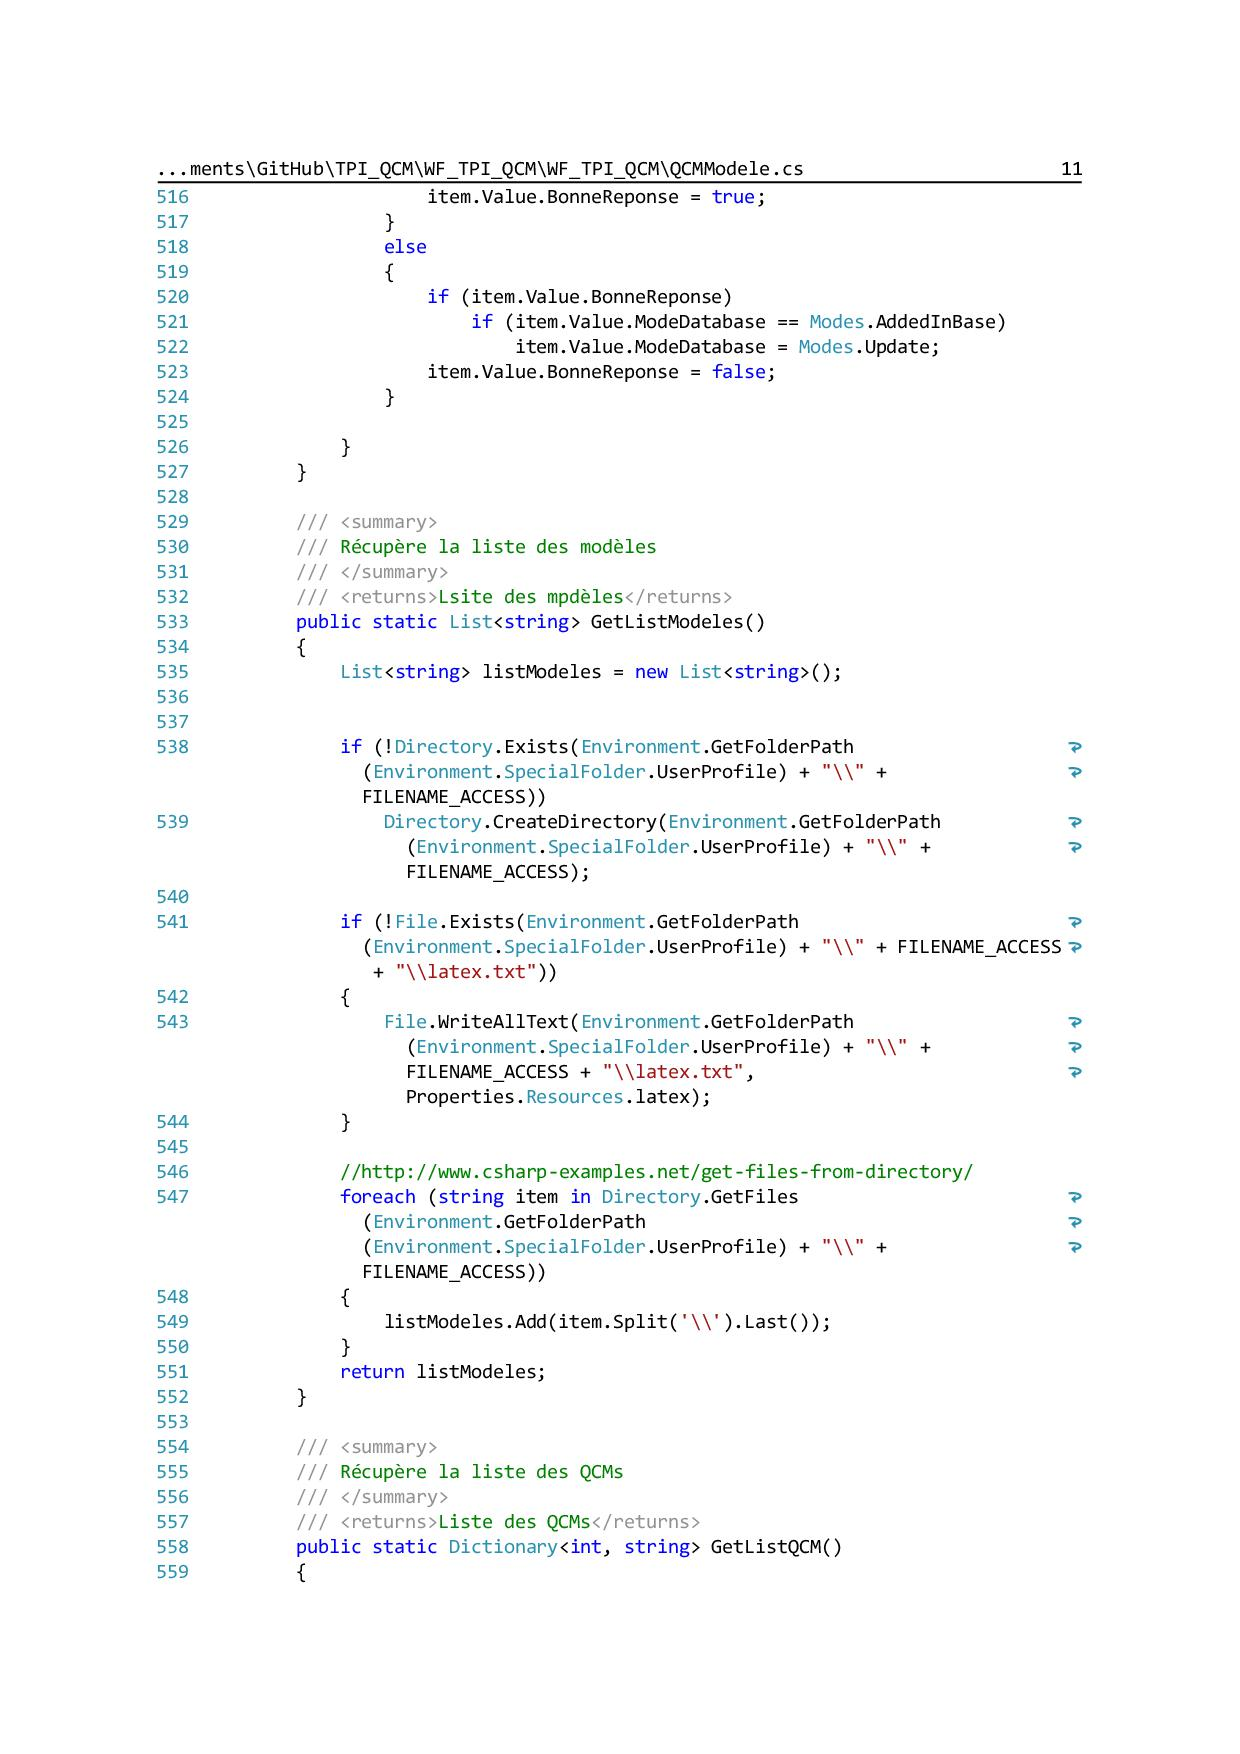 ...ments\GitHub\TPI_QCM\WF_TPI_QCM\WF_TPI_QCM\QCMModele.cs 11
516 item.Value.BonneReponse = true;
517 }
518 else
519 {
520 if (item.Value.BonneReponse)
521 if (item.Value.ModeDatabase == Modes.AddedInBase)
522 item.Value.ModeDatabase = Modes.Update;
523 item.Value.BonneReponse = false;
524 }
525
526 }
527 }
528
529 /// <summary>
530 /// Récupère la liste des modèles
531 /// </summary>
532 /// <returns>Lsite des mpdèles</returns>
533 public static List<string> GetListModeles()
534 {
535 List<string> listModeles = new List<string>();
536
537
538 if (!Directory.Exists(Environment.GetFolderPath
(Environment.SpecialFolder.UserProfile) + "\\" +
FILENAME_ACCESS))
539 Directory.CreateDirectory(Environment.GetFolderPath
(Environment.SpecialFolder.UserProfile) + "\\" +
FILENAME_ACCESS);
540
541 if (!File.Exists(Environment.GetFolderPath
(Environment.SpecialFolder.UserProfile) + "\\" + FILENAME_ACCESS
+ "\\latex.txt"))
542 {
543 File.WriteAllText(Environment.GetFolderPath
(Environment.SpecialFolder.UserProfile) + "\\" +
FILENAME_ACCESS + "\\latex.txt",
Properties.Resources.latex);
544 }
545
546 //http://www.csharp-examples.net/get-files-from-directory/
547 foreach (string item in Directory.GetFiles
(Environment.GetFolderPath
(Environment.SpecialFolder.UserProfile) + "\\" +
FILENAME_ACCESS))
548 {
549 listModeles.Add(item.Split('\\').Last());
550 }
551 return listModeles;
552 }
553
554 /// <summary>
555 /// Récupère la liste des QCMs
556 /// </summary>
557 /// <returns>Liste des QCMs</returns>
558 public static Dictionary<int, string> GetListQCM()
559 {